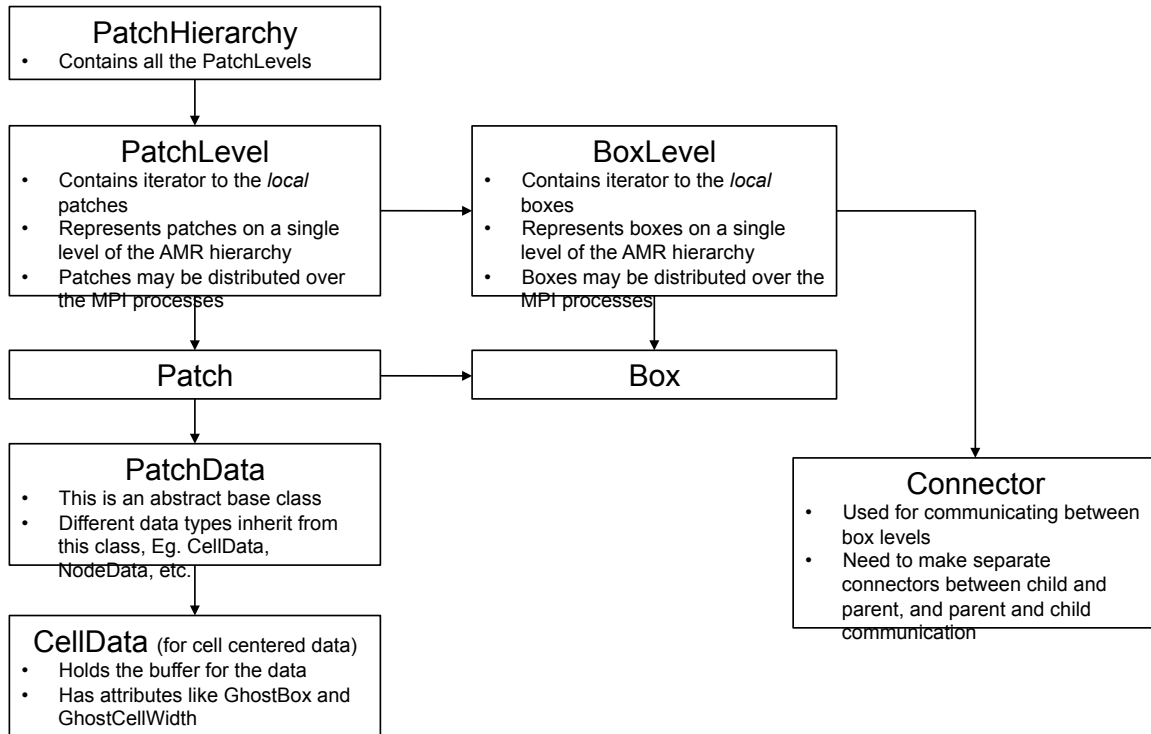 PatchHierarchy
• Contains all the PatchLevels
PatchLevel
• Contains iterator to the local
patches
• Represents patches on a single
level of the AMR hierarchy
• Patches may be distributed over
the MPI processes
BoxLevel
• Contains iterator to the local
boxes
• Represents boxes on a single
level of the AMR hierarchy
• Boxes may be distributed over the
MPI processes
Patch
Box
PatchData
• This is an abstract base class
• Different data types inherit from
this class, Eg. CellData,
NodeData, etc.
Connector
• Used for communicating between
box levels
• Need to make separate
connectors between child and
parent, and parent and child
communication
CellData (for cell centered data)
• Holds the buffer for the data
• Has attributes like GhostBox and
GhostCellWidth